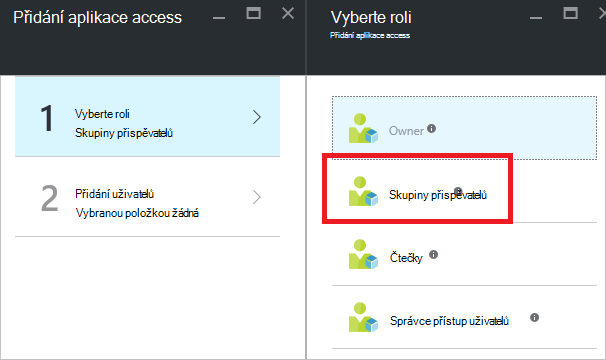 Přidání aplikace access
1
Vyberte roli
Skupiny přispěvatelů
2
Přidání uživatelů
Vybranou položkou žádná
Vyberte roli
Přidání aplikace access
Owner
Skupiny přispěvatelů
Čtečky
Správce přístup uživatelů